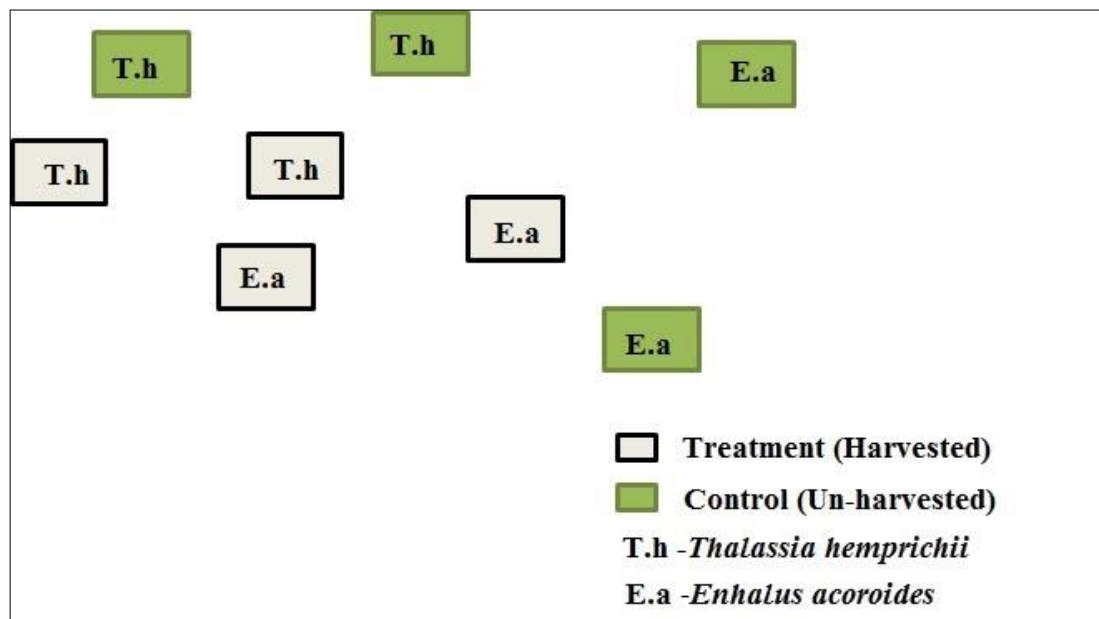 T.h
T.h
E.a
T.h
T.h
E.a
E.a
E.a
Treatment (Harvested)
Control (Un-harvested)
T.h -Thalassia hemprichii
E.a -Enhalus acoroides